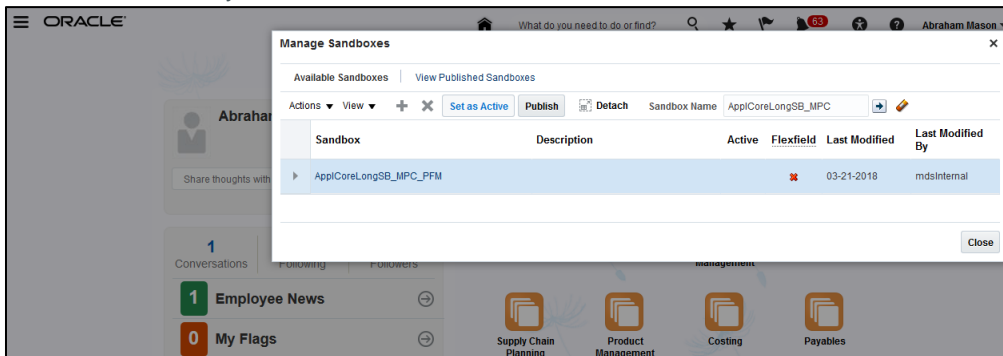 ORACLE
What do you need to do or find?
63
Abraham Mason
Manage Sandboxes
Available Sandboxes
View Published Sandboxes
Actions View Set as Active Publish Detach Sandbox Name ApplCoreLongSB_MPC
Sandbox Description Active Flexfield Last Modified Last Modified By
ApplCoreLongSB_MPC_PFM 03-21-2018 mdsInternal
Close
Abrahar
Share thoughts with
1
Conversations Following Followers
1 Employee News
0 My Flags
Management
Supply Chain Planning
Product Management
Costing
Payables